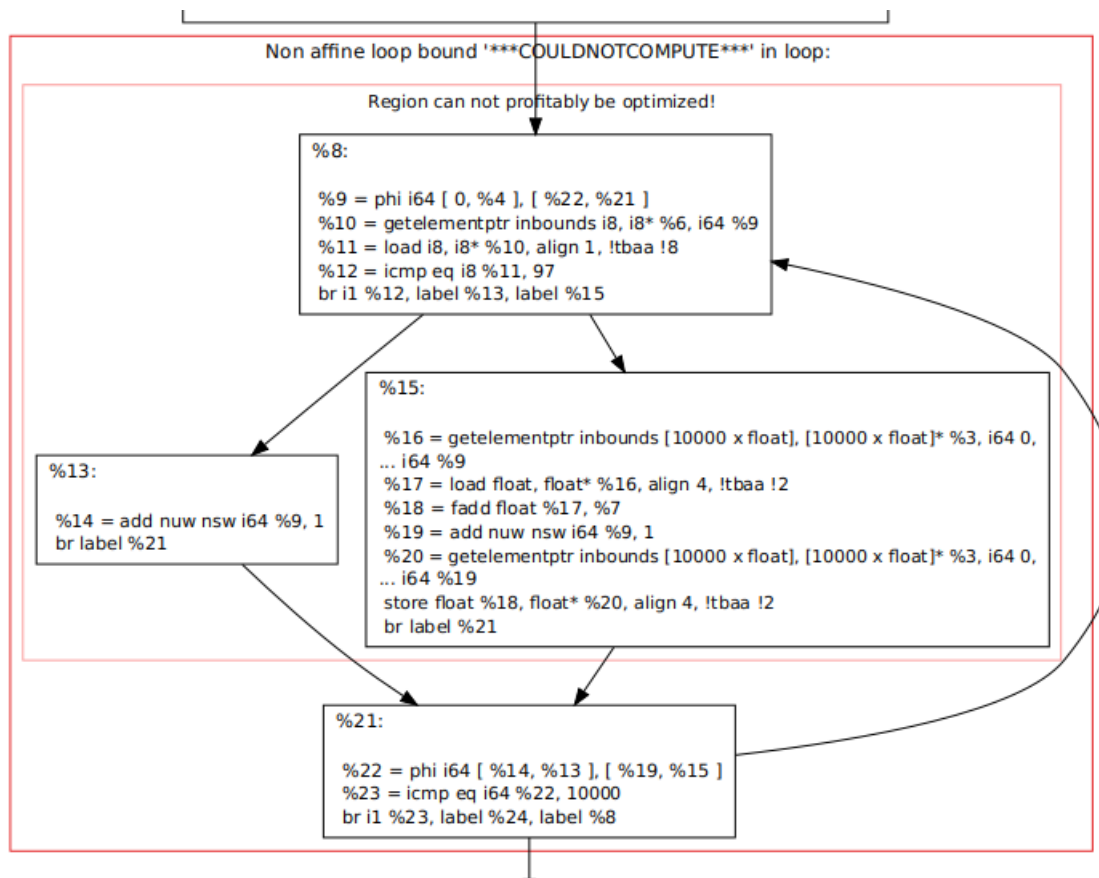 Non affine loop bound '***COULDNOTCOMPUTE***' in loop:
Region can not profitably be optimized!
%8:
%9 = phi i64 [ 0, %4 ], [ %22, %21 ]
%10 = getelementptr inbounds i8, i8* %6, i64 %9
%11 = load i8, i8* %10, align 1, !tbaa !8
%12 = icmp eq i8 %11, 97
br i1 %12, label %13, label %15
%13:
%14 = add nuw nsw i64 %9, 1
br label %21
%15:
%16 = getelementptr inbounds [10000 x float], [10000 x float]* %3, i64 0,
... i64 %9
%17 = load float, float* %16, align 4, !tbaa !2
%18 = fadd float %17, %7
%19 = add nuw nsw i64 %9, 1
%20 = getelementptr inbounds [10000 x float], [10000 x float]* %3, i64 0,
... i64 %19
store float %18, float* %20, align 4, !tbaa !2
br label %21
%21:
%22 = phi i64 [ %14, %13 ], [ %19, %15 ]
%23 = icmp eq i64 %22, 10000
br i1 %23, label %24, label %8